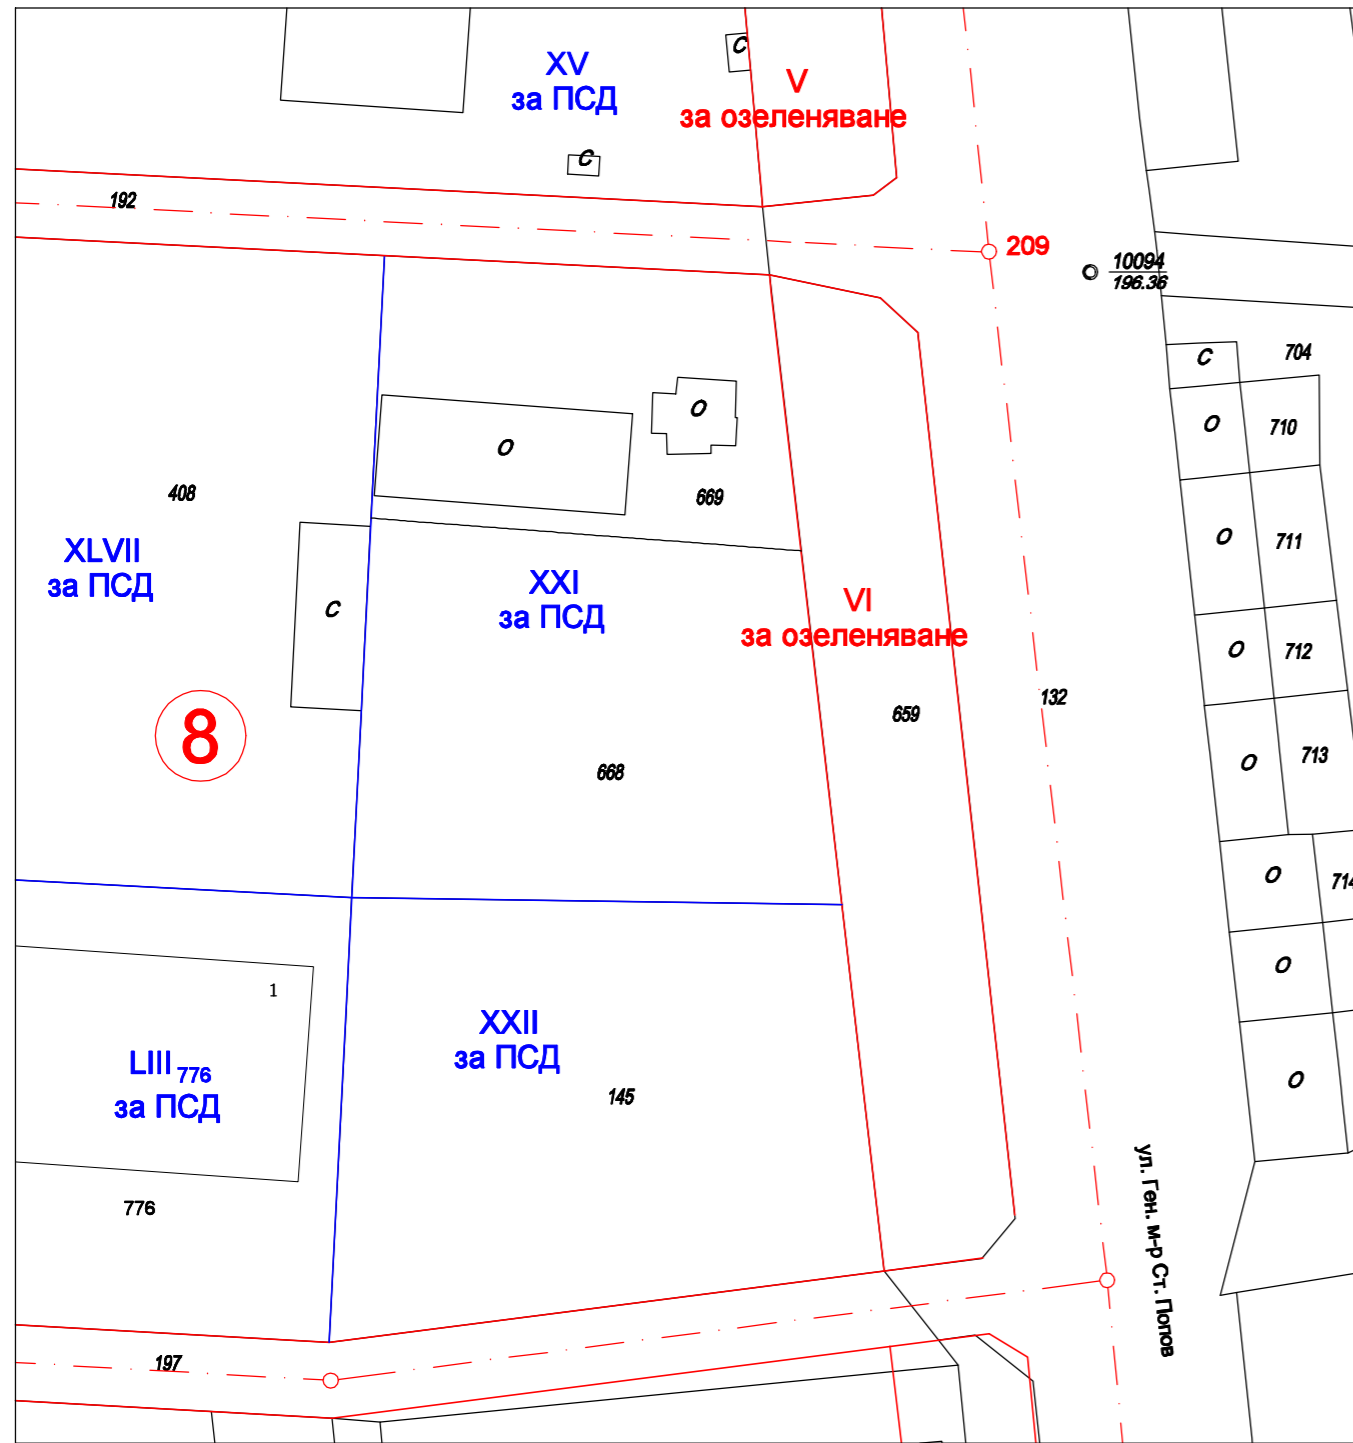 С
XV
за ПСД
V
за озеленяване
С
192
209
10094
196.36
С
704
О
710
О
О
408
669
XLVII
за ПСД
XXI
за ПСД
О
711
VI
за озеленяване
С
О
712
132
659
8
668
О
713
О
714
1
О
XXII
за ПСД
LIII 776
за ПСД
145
О
776
ул. Ген. м-р Ст. Попов
197